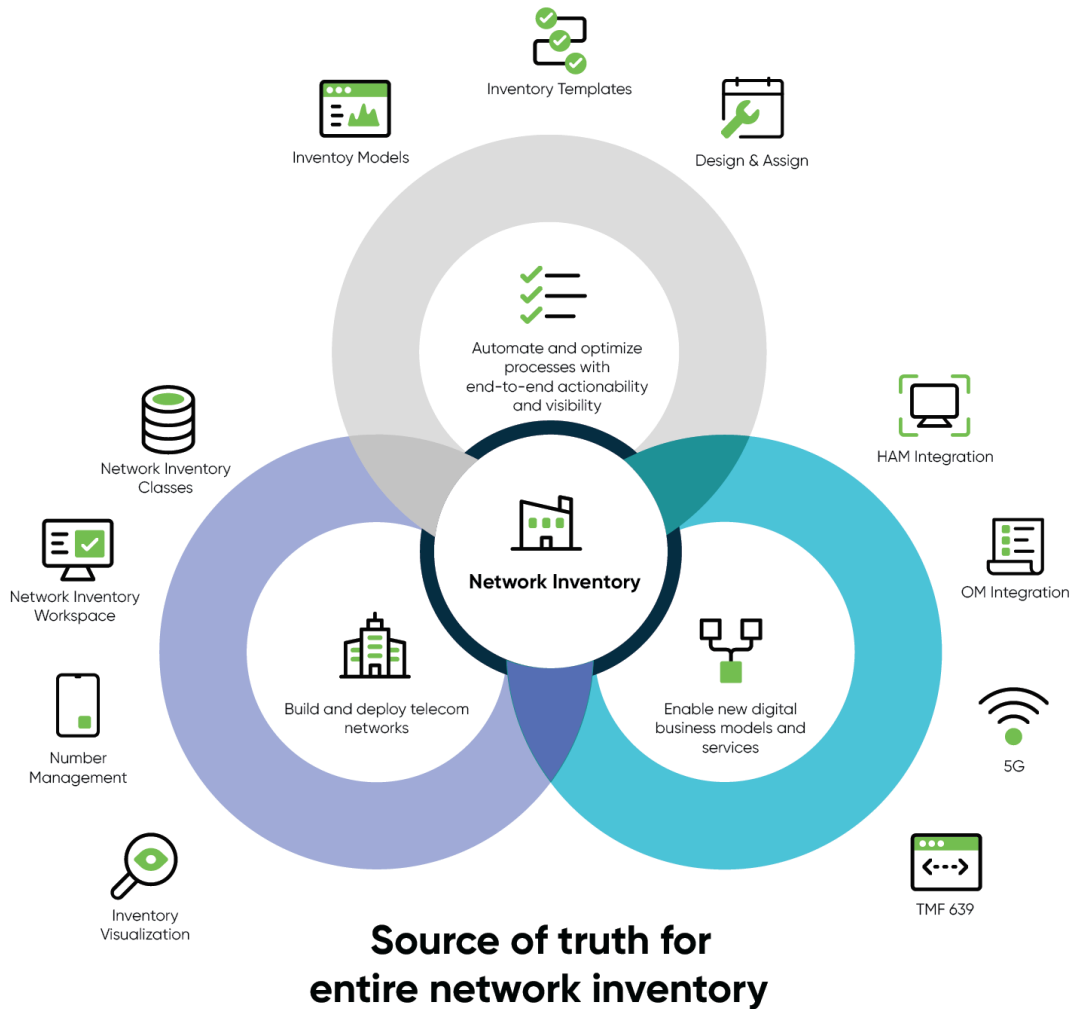 Inventory Templates
Inventoy Models
Design & Assign
Automate and optimize
processes with
end-to-end actionability
and visibility
Network Inventory
Classes
HAM Integration
Network Inventory
Network Inventory
Workspace
OM Integration
Build and deploy telecom
networks
Enable new digital
business models and
services
Number
Management
5G
Inventory
Visualization
TMF 639
Source of truth for
entire network inventory